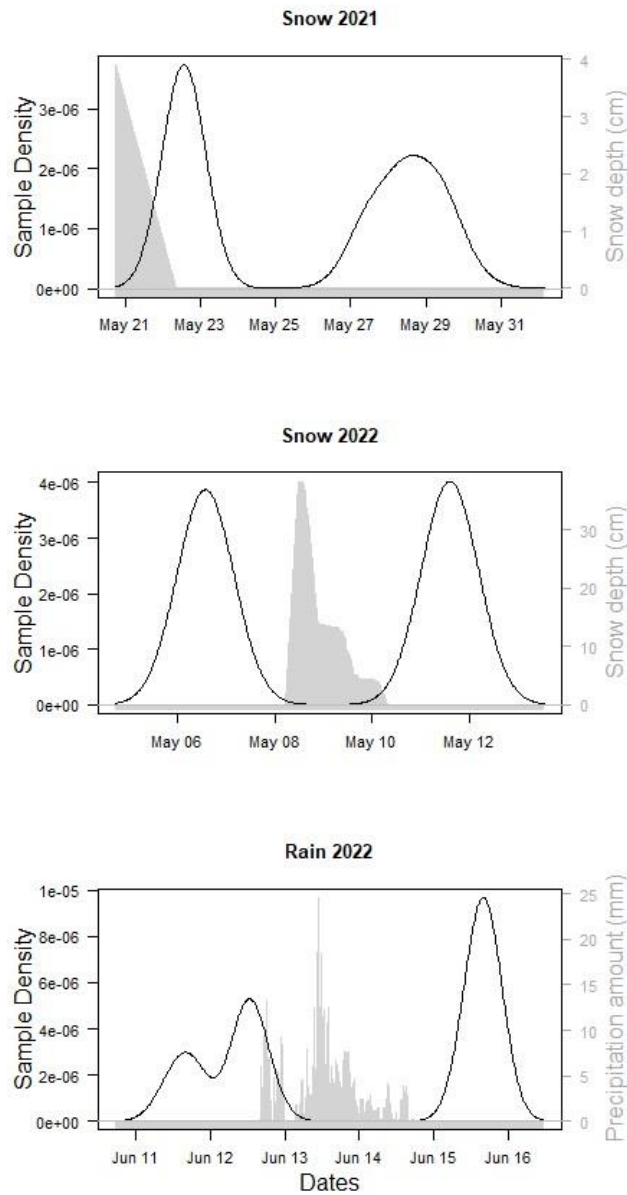 Snow 2021
Sample Density
3e-06
2e-06
1e-06
0e+00
4
3
2
1
0
Snow depth (cm)
May 21 May 23 May 25 May 27 May 29 May 31
Snow 2022
Sample Density
4e-06
3e-06
2e-06
1e-06
0e+00
30
20
10
0
Snow depth (cm)
May 06 May 08 May 10 May 12
Rain 2022
Sample Density
1e-05
8e-06
6e-06
4e-06
2e-06
0e+00
25
20
15
10
5
0
Precipitation amount (mm)
Jun 11 Jun 12 Jun 13 Jun 14 Jun 15 Jun 16
Dates